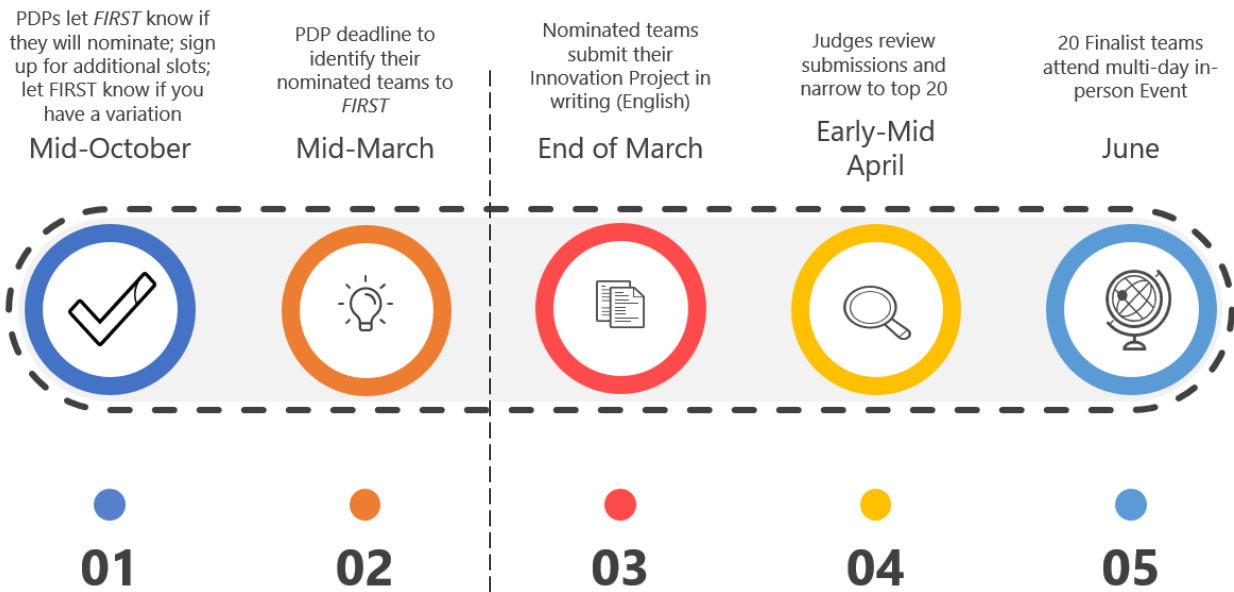 PDPs let FIRST know if
they will nominate; sign
up for additional slots;
let FIRST know if you
have a variation
Mid-October
PDP deadline to
identify their
nominated teams to
FIRST
Mid-March
Nominated teams
submit their
Innovation Project in
writing (English)
End of March
Judges review
submissions and
narrow to top 20
Early-Mid
April
20 Finalist teams
attend multi-day in-
person Event
June
01
02
03
04
05